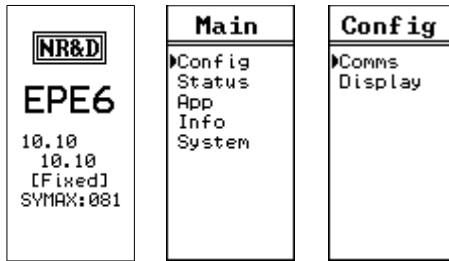 NR&D
EPE6
10.10
10.10
[Fixed]
SYMAX:081
Main
Config
Status
App
Info
System
Config
Comms
Display